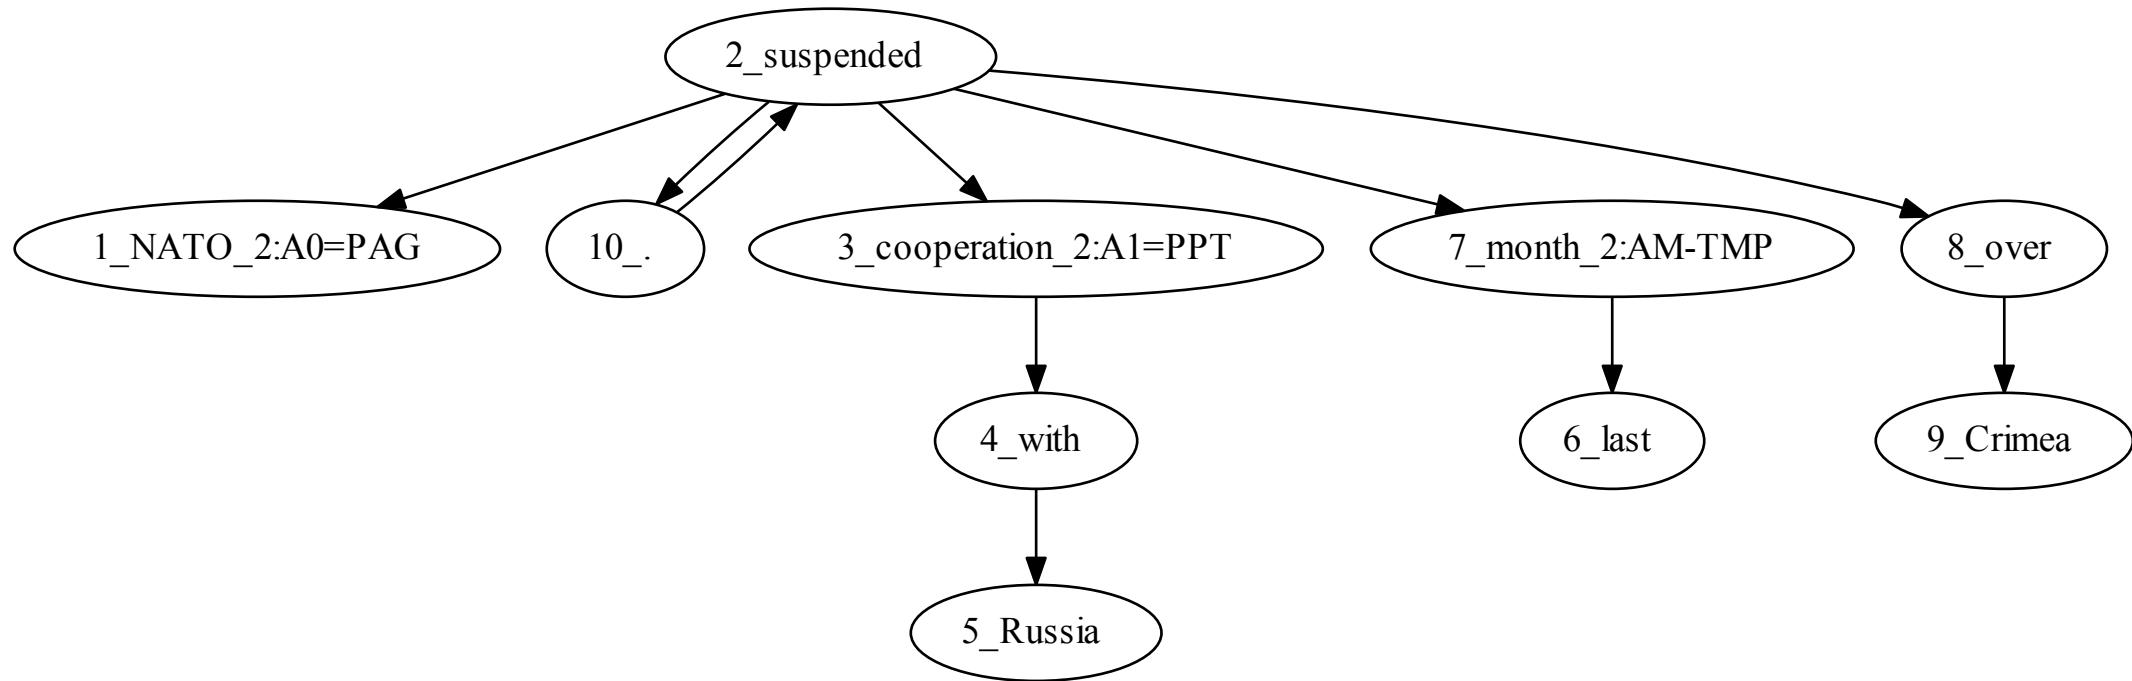 2_suspended
1_NATO_2:A0=PAG
10_.
3_cooperation_2:A1=PPT
7_month_2:AM-TMP
8_over
4_with
6_last
9_Crimea
5_Russia